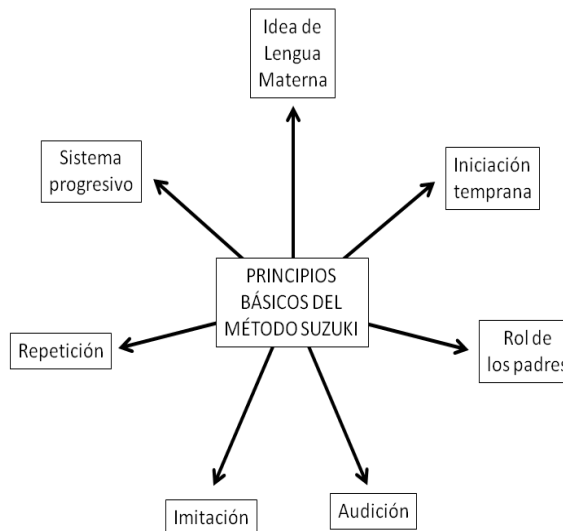 Idea de
Lengua
Materna
Sistema
progresivo
Iniciación
temprana
PRINCIPIOS
BÁSICOS DEL
MÉTODO SUZUKI
Repetición
Rol de
los padres
Imitación
Audición